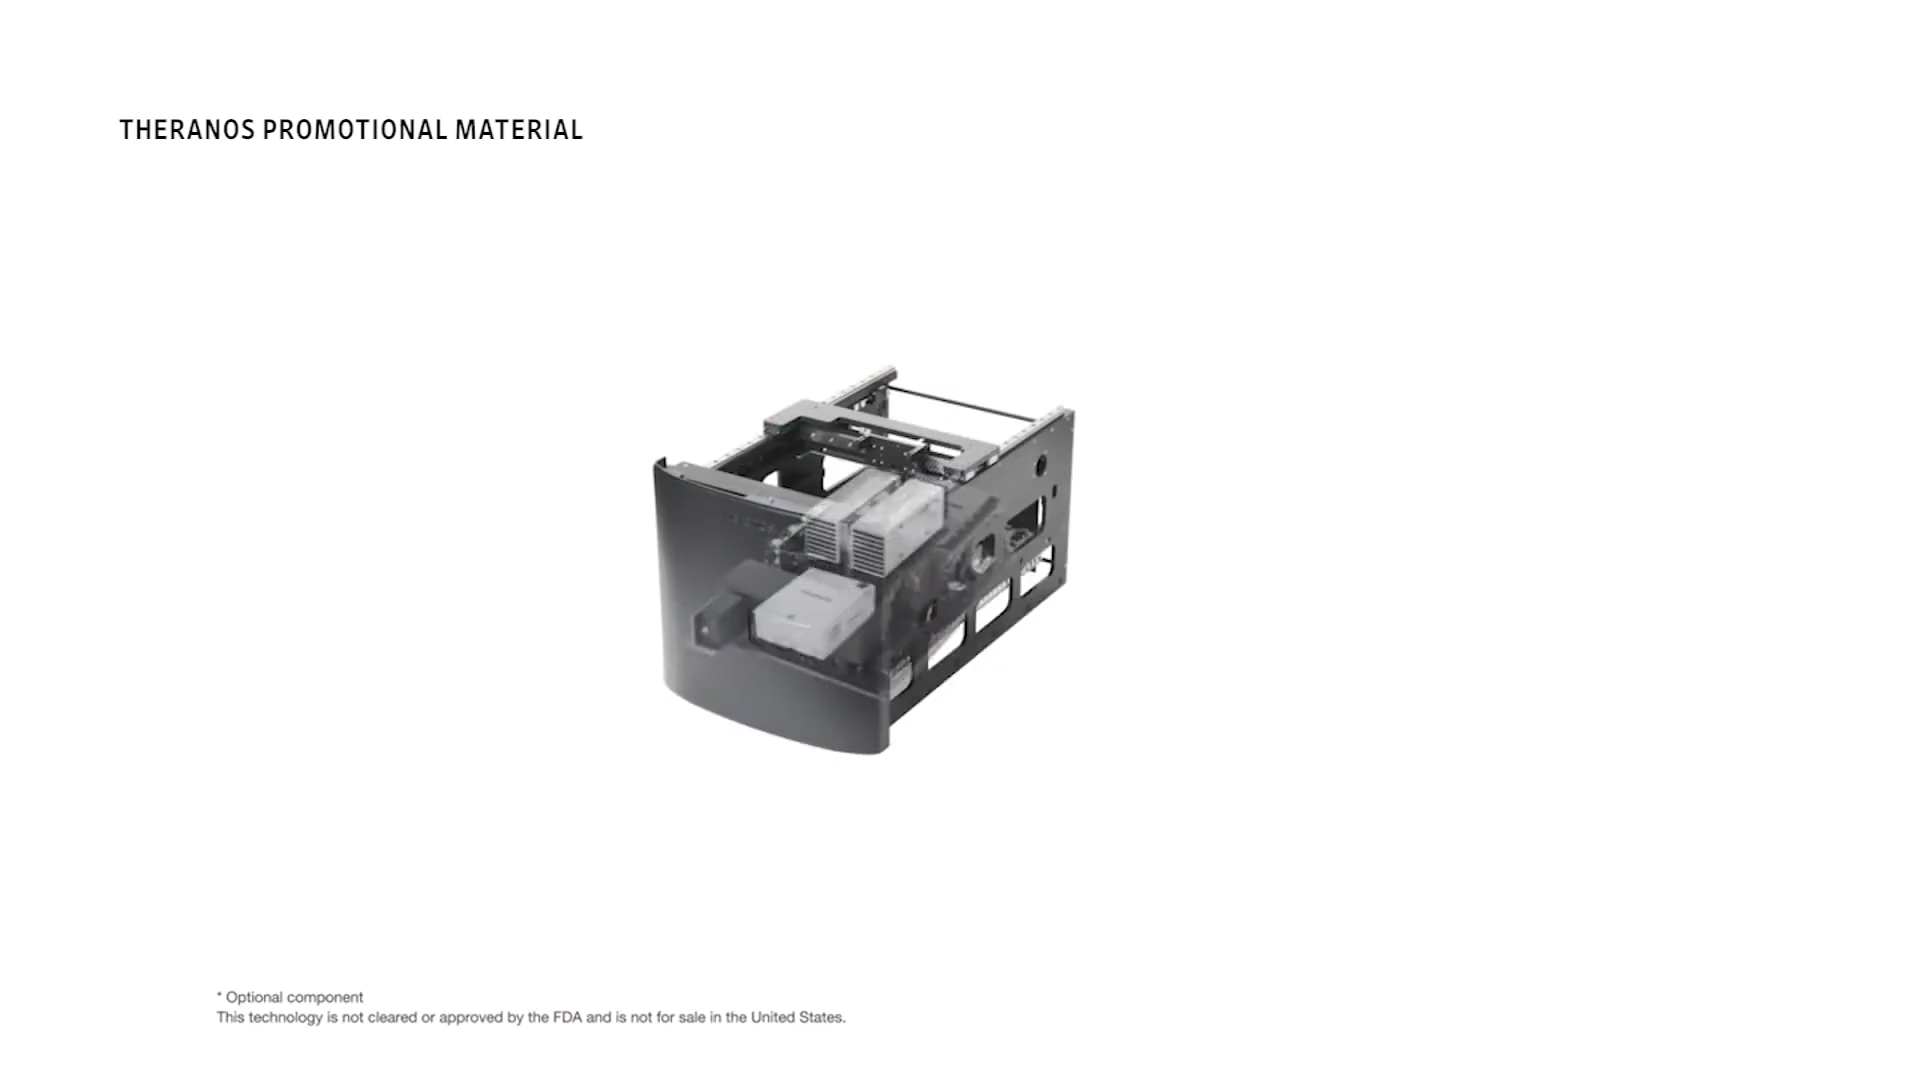 THERANOS PROMOTIONAL MATERIAL
* Optional component
This technology is not cleared or approved by the FDA and is not for sale in the United States.